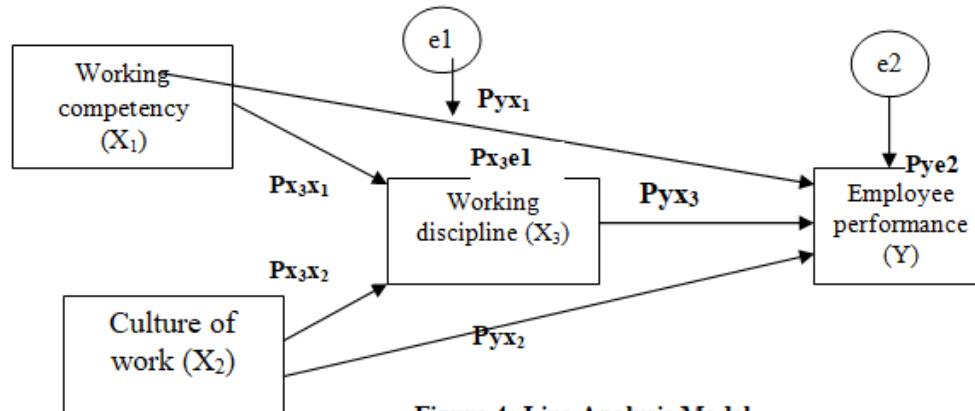 e1
e2
Working
competency
(X₁)
Pyx₁
Px₃e1
Pye2
Px₃x₁
Working
discipline (X₃)
Pyx₃
Employee
performance
(Y)
Px₃x₂
Culture of
work (X₂)
Pyx₂